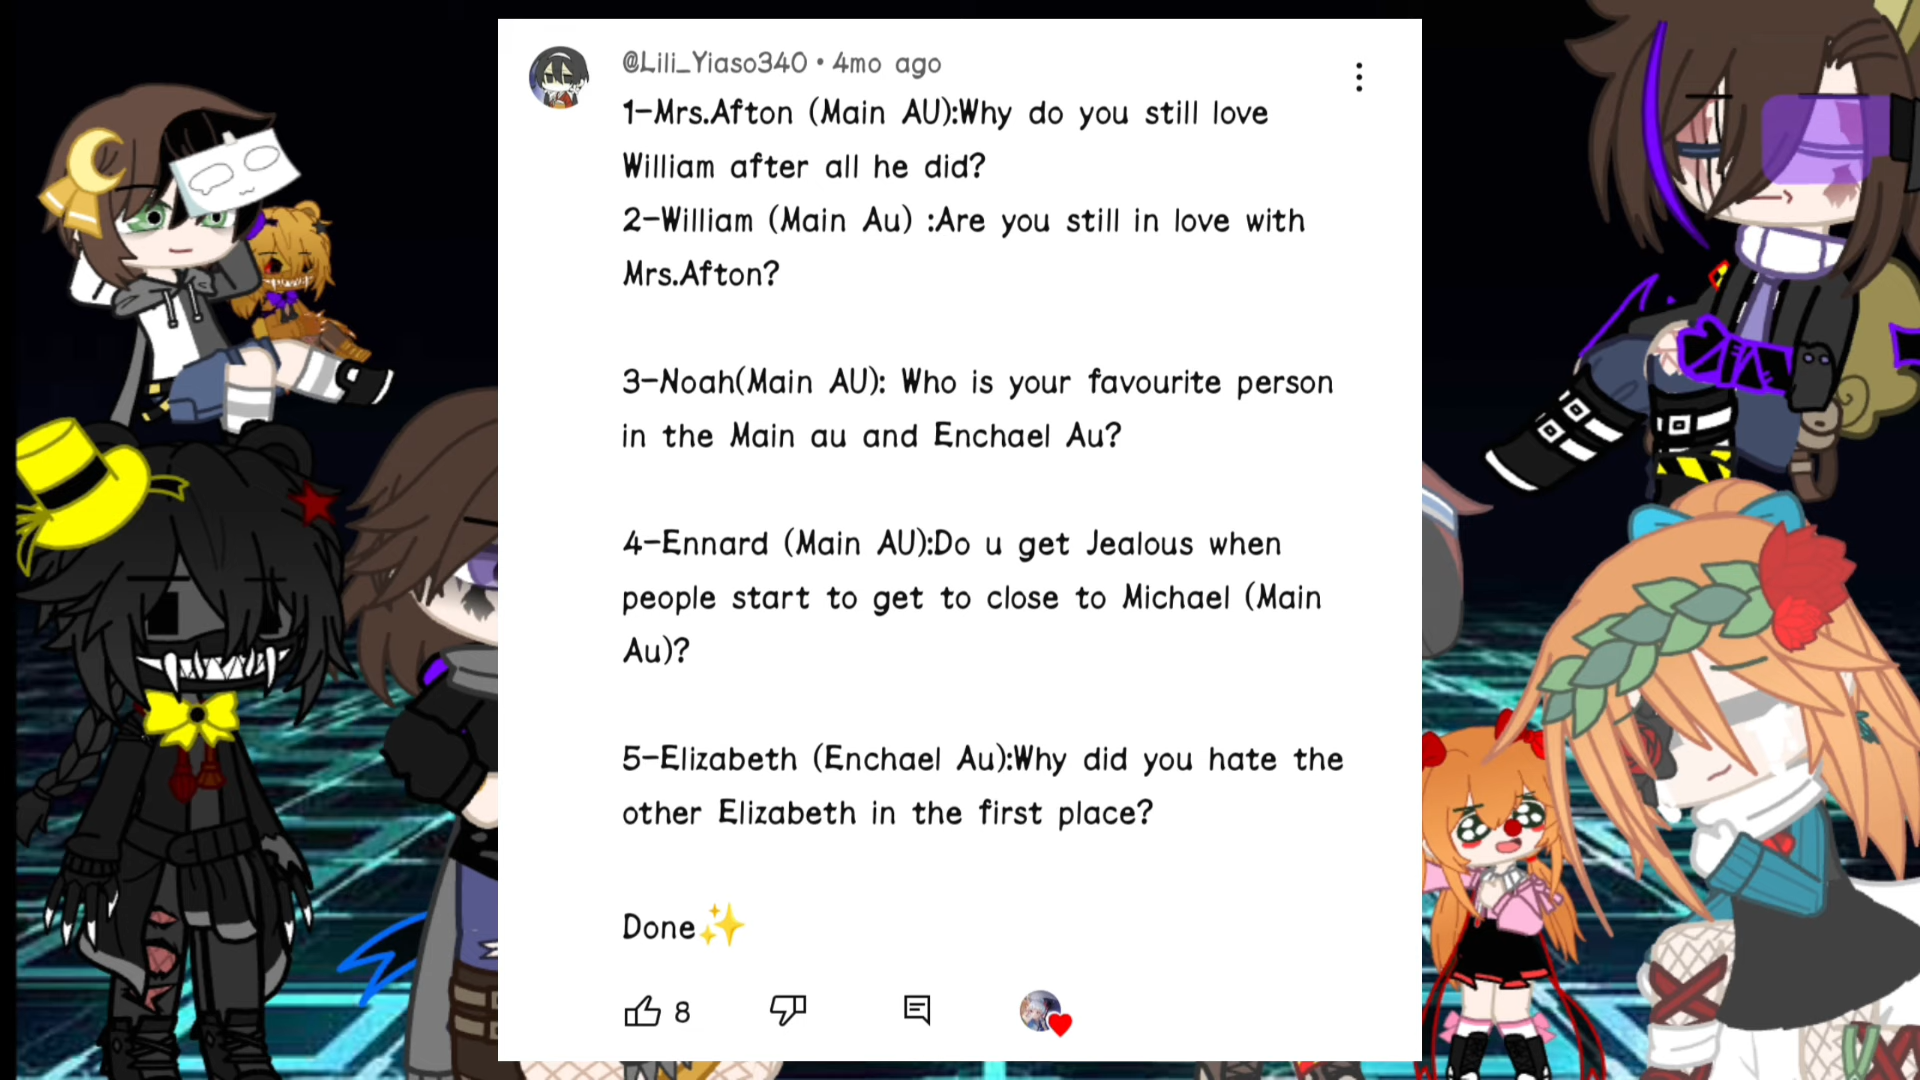 @Lili_Yiaso340 • 4mo ago
1-Mrs.Afton (Main AU):Why do you still love
William after all he did?
2-William (Main Au) :Are you still in love with
Mrs.Afton?
3-Noah(Main AU): Who is your favourite person
in the Main au and Enchael Au?
4-Ennard (Main AU):Do u get Jealous when
people start to get to close to Michael (Main
Au)?
5-Elizabeth (Enchael Au):Why did you hate the
other Elizabeth in the first place?
Done✨
8